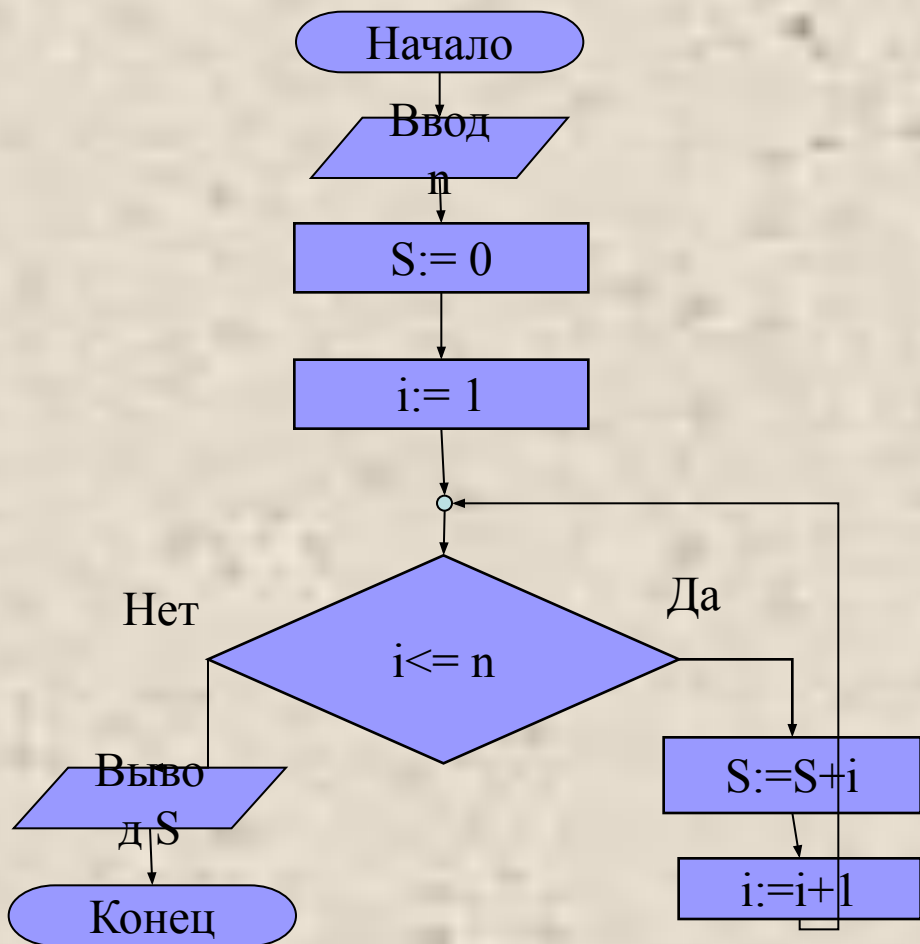 Начало
Ввод
n
S:= 0
i:= 1
Нет
Да
i<= n
S:=S+i
i:=i+1
Выво
д S
Конец